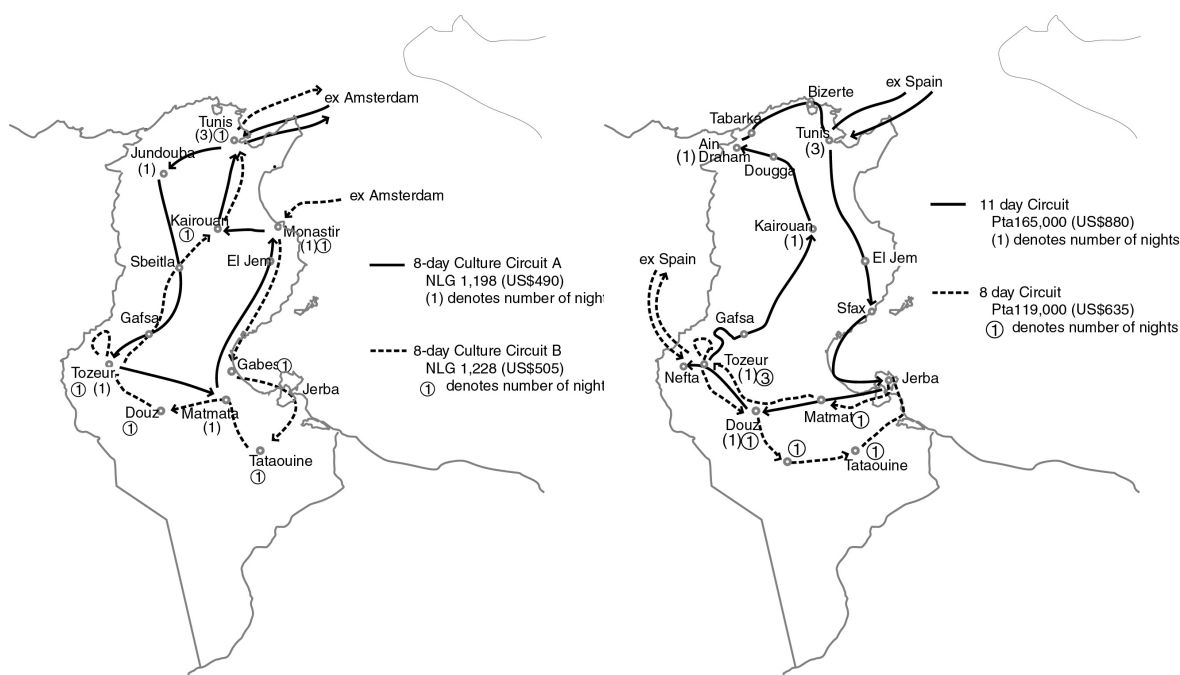 ex Amsterdam
Tunis
(3)①
Jundouba
(1)
ex Amsterdam
Kairouan
①
Monastir
(1)①
Sbeitla
El Jem
8-day Culture Circuit A
NLG 1,198 (US$490)
(1) denotes number of night
Gafsa
8-day Culture Circuit B
NLG 1,228 (US$505)
① denotes number of night
Tozeur
① (1)
Gabes①
Jerba
Douz
①
Matmata
(1)
Tataouine
①
ex Spain
Bizerte
Tabarka
Tunis
(3)
Ain
(1) Draham
Dougga
11 day Circuit
Pta165,000 (US$880)
(1) denotes number of nights
Kairouan
(1)
ex Spain
El Jem
8 day Circuit
Pta119,000 (US$635)
① denotes number of nights
Sfax
Gafsa
Tozeur
(1)③
Nefta
Jerba
Matmat①
Douz
(1)①
①
①
Tataouine